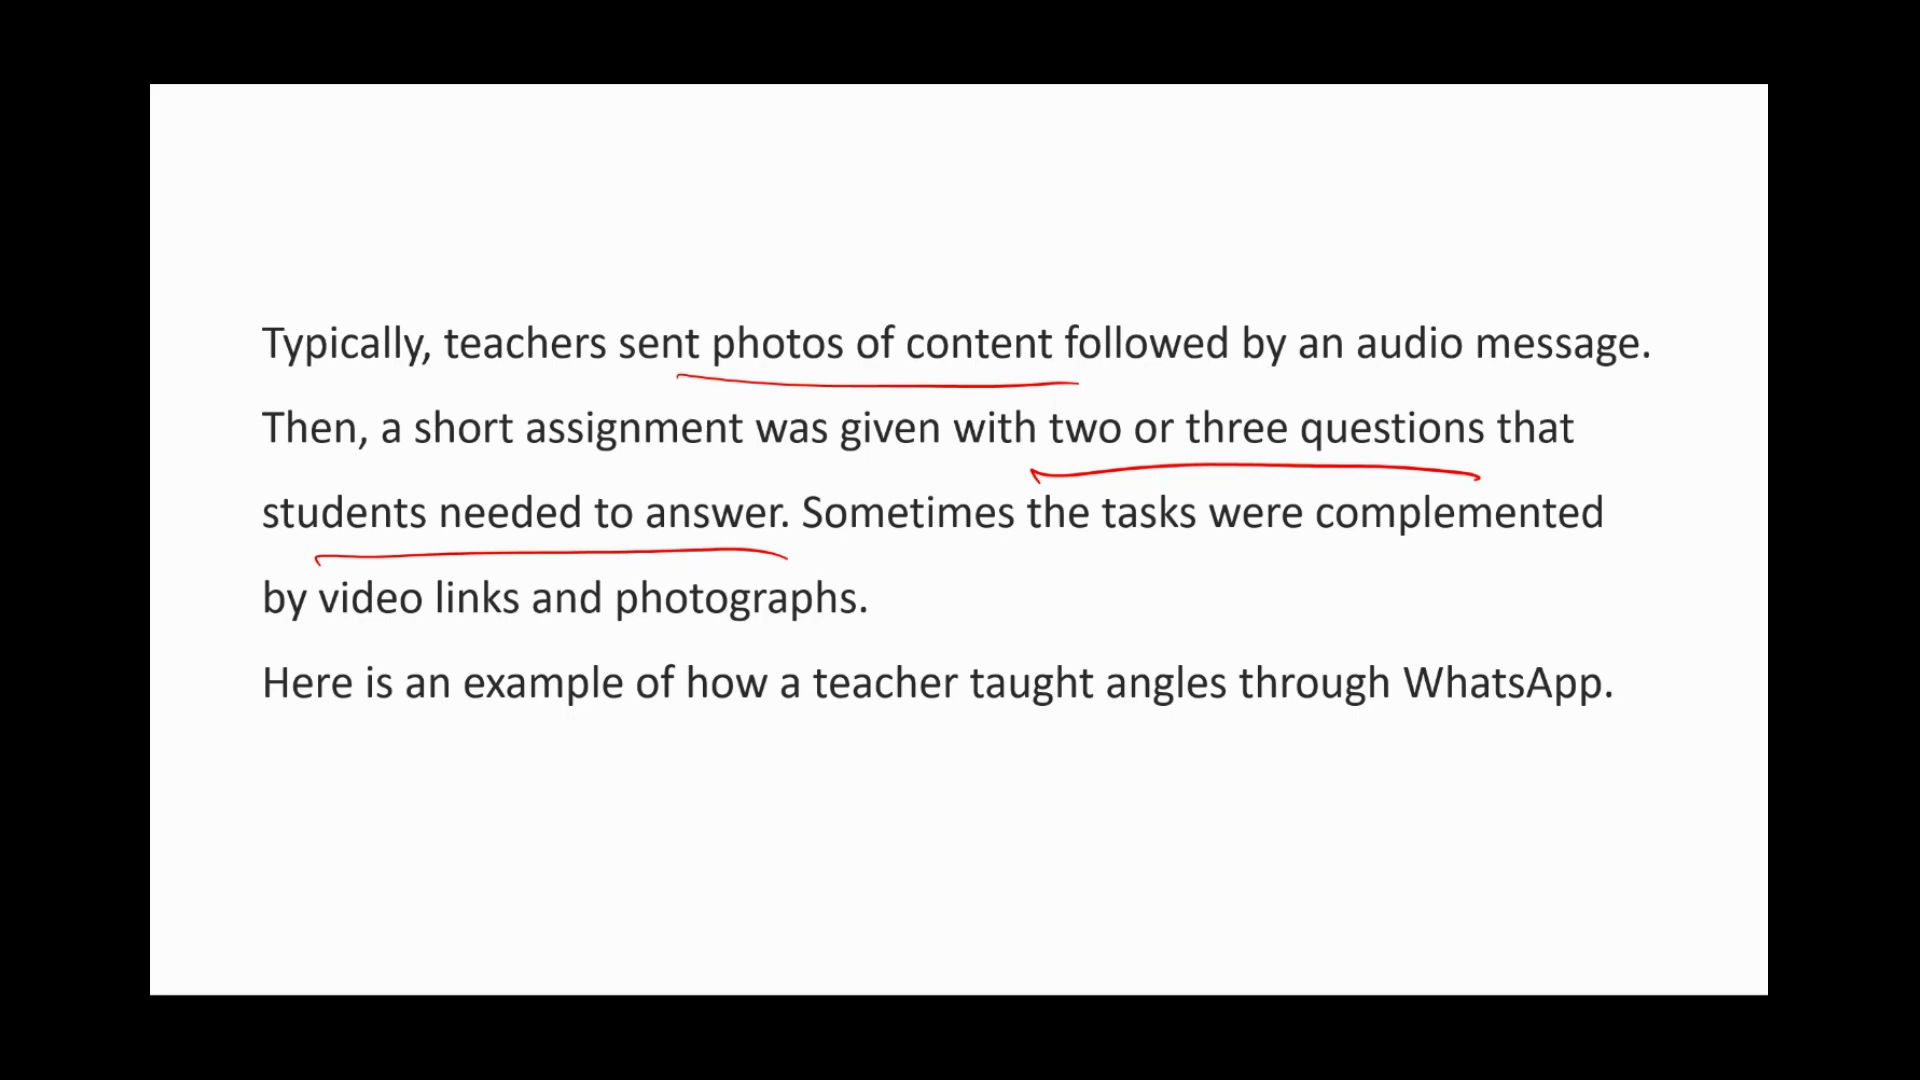 Typically, teachers sent photos of content followed by an audio message.
Then, a short assignment was given with two or three questions that
students needed to answer. Sometimes the tasks were complemented
by video links and photographs.
Here is an example of how a teacher taught angles through WhatsApp.